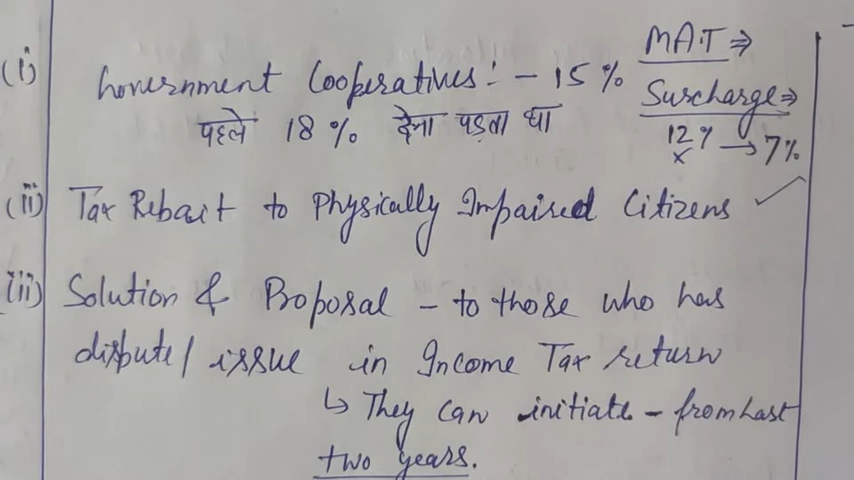 MAT ⇒
(i) Government Cooperatives:- 15% Surcharge ⇒
पहले 18% देना पड़ता था 12% → 7%
x
(ii) Tax Rebait to Physically Impaired Citizens ✓
(iii) Solution & Proposal - to those who has
dispute/ issue in Income Tax return
↳ They can initiate - from last
two years.